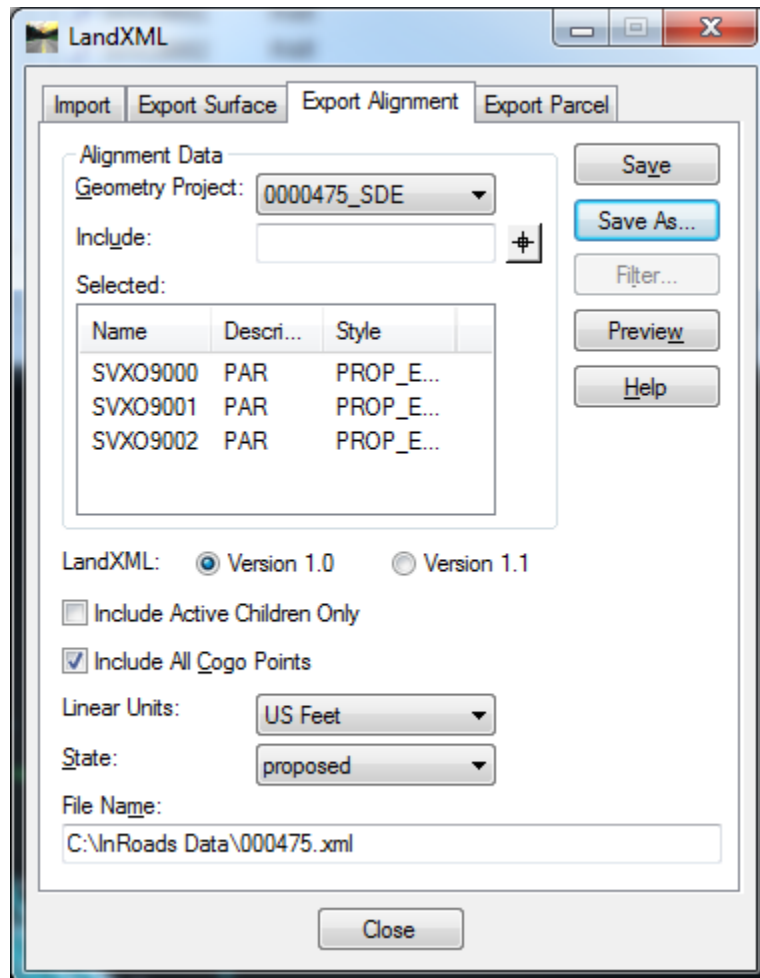 LandXML
Import Export Surface Export Alignment Export Parcel
Alignment Data
Geometry Project: 0000475_SDE
Include:
Selected:
Name Descri... Style
SVXO9000 PAR PROP_E...
SVXO9001 PAR PROP_E...
SVXO9002 PAR PROP_E...
Save
Save As...
Filter...
Preview
Help
LandXML: Version 1.0 Version 1.1
Include Active Children Only
Include All Cogo Points
Linear Units: US Feet
State: proposed
File Name:
C:\InRoads Data\000475..xml
Close